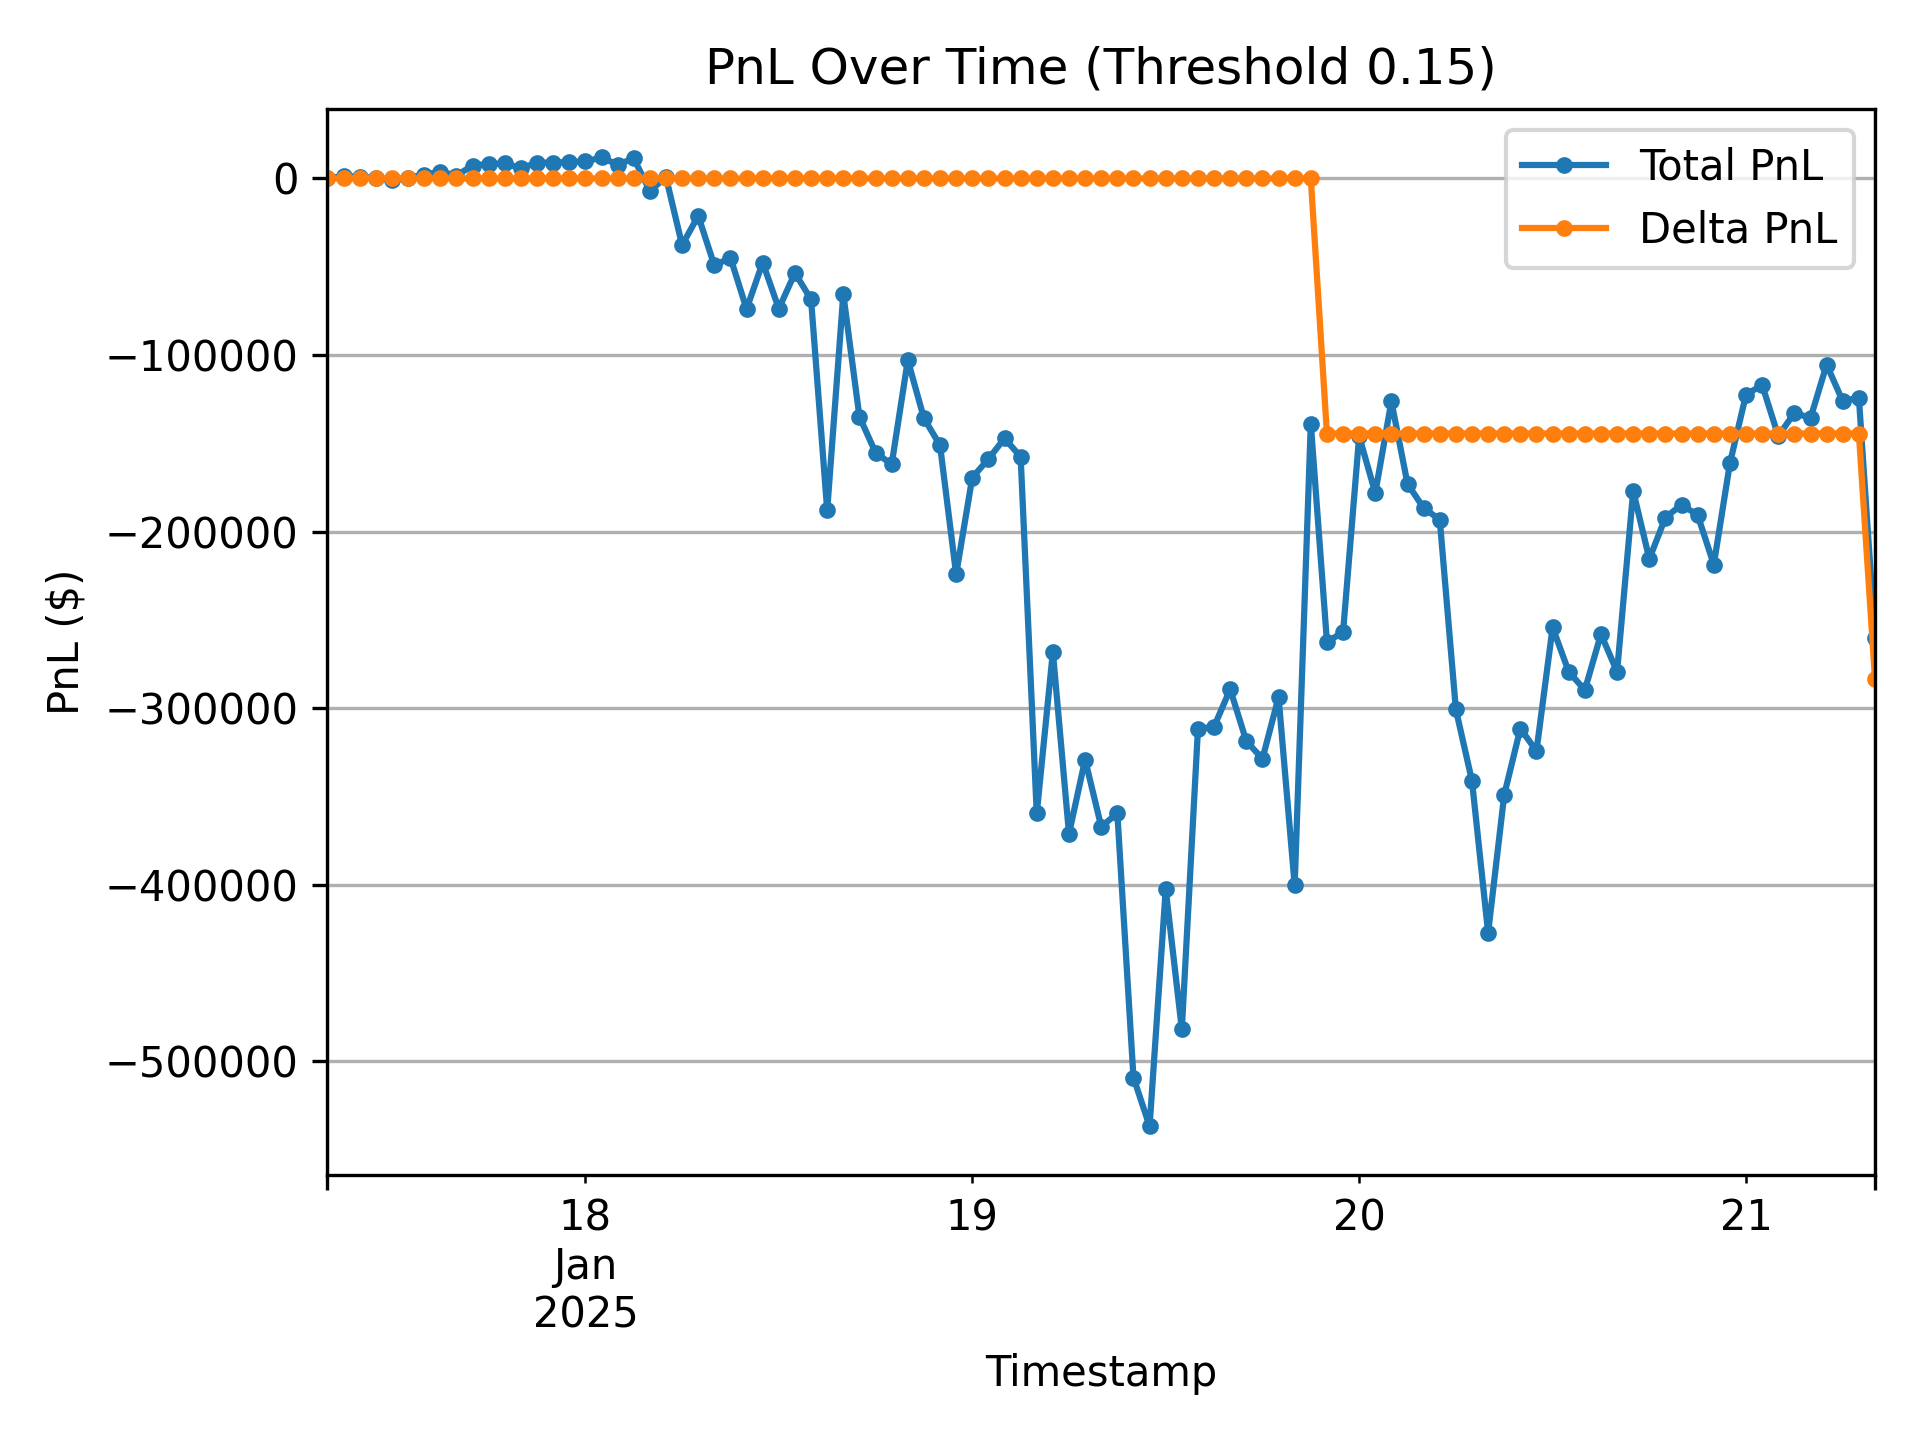 PnL Over Time (Threshold 0.15)
Total PnL
Delta PnL
PnL ($)
0
−100000
−200000
−300000
−400000
−500000
18
Jan
2025
19
20
21
Timestamp